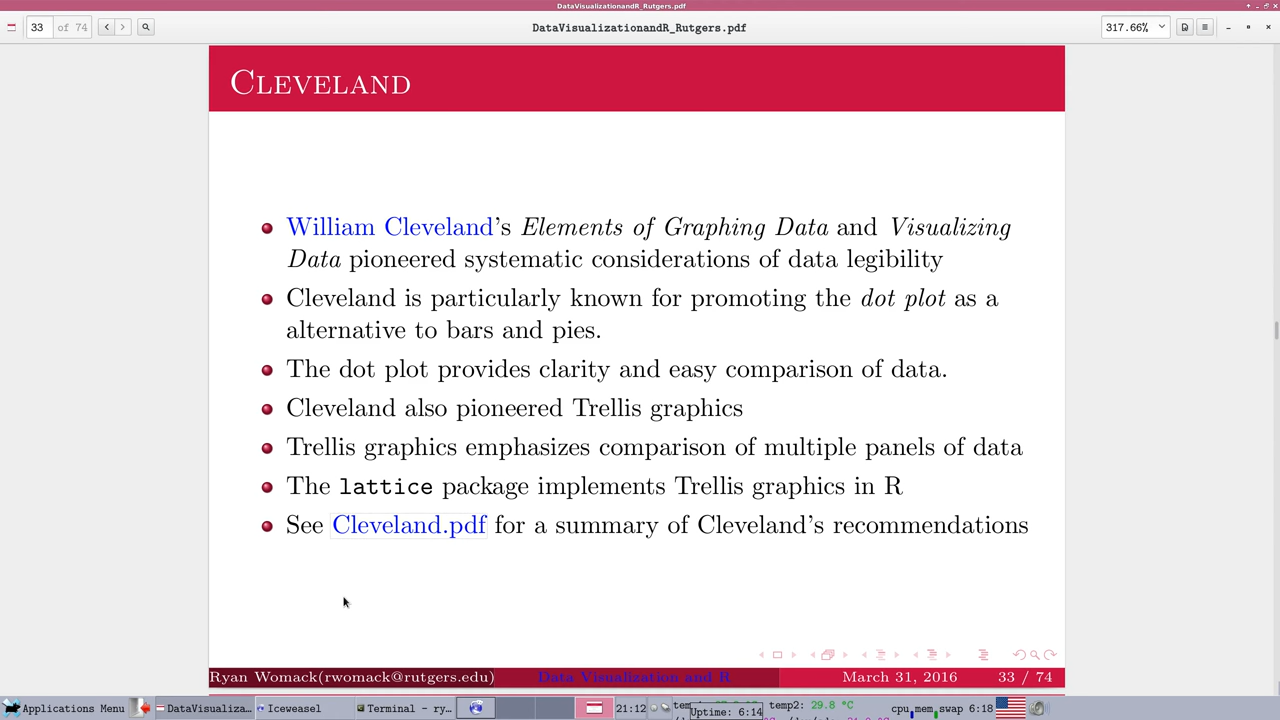 DataVisualizationandR_Rutgers.pdf
33 of 74
DataVisualizationandR_Rutgers.pdf
317.66%
CLEVELAND
William Cleveland's Elements of Graphing Data and Visualizing
Data pioneered systematic considerations of data legibility
Cleveland is particularly known for promoting the dot plot as a
alternative to bars and pies.
The dot plot provides clarity and easy comparison of data.
Cleveland also pioneered Trellis graphics
Trellis graphics emphasizes comparison of multiple panels of data
The lattice package implements Trellis graphics in R
See Cleveland.pdf for a summary of Cleveland's recommendations
Ryan Womack(rwomack@rutgers.edu) Data Visualization and R March 31, 2016 33 / 74
Applications Menu DataVisualiza... Iceweasel Terminal - ry... 21:12 temp2: 29.8 °C cpu mem swap 6:18
Uptime: 6:14